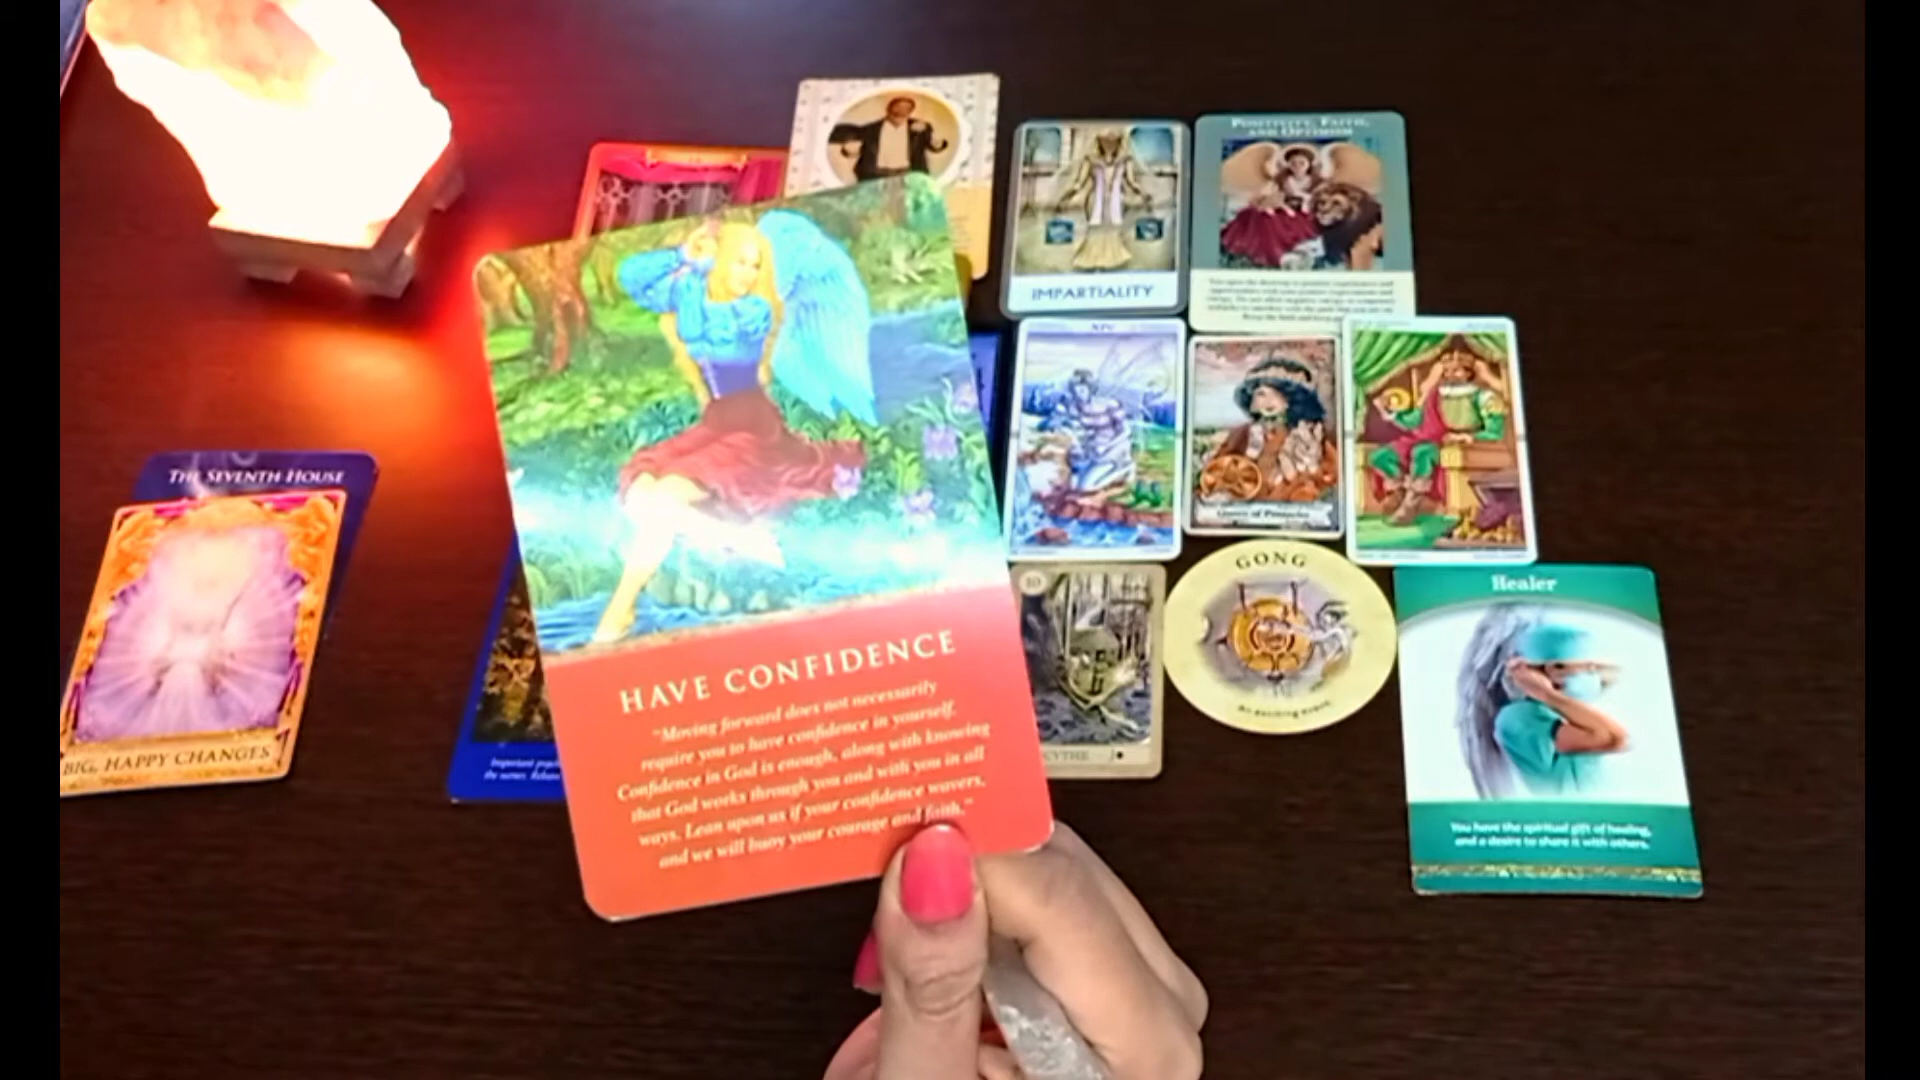 POSITIVITY, FAITH,
AND OPTIMISM
IMPARTIALITY
XIV
THE SEVENTH HOUSE
BIG, HAPPY CHANGES
Queen of Pentacles
10
GONG
SCYTHE J
Healer
You have the spiritual gift of healing,
and a desire to share it with others.
Important
HAVE CONFIDENCE
"Moving forward does not necessarily
require you to have confidence in yourself.
Confidence in God is enough, along with knowing
that God works through you and with you in all
ways. Lean upon us if your confidence wavers,
and we will buoy your courage and faith."